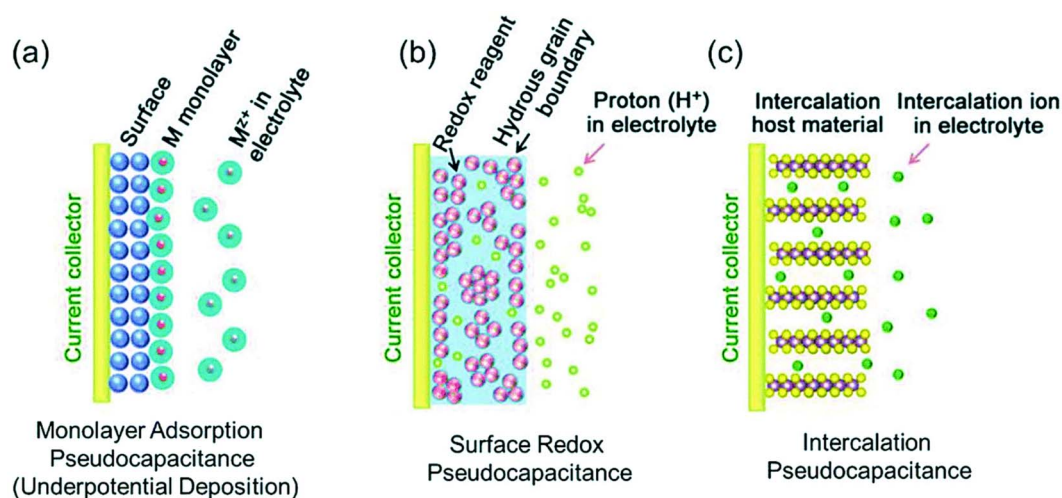 (a)
Surface
M monolayer
Mᶻ⁺ in
electrolyte
Current collector
Monolayer Adsorption
Pseudocapacitance
(Underpotential Deposition)
(b)
Redox reagent
Hydrous grain
boundary
Proton (H⁺)
in electrolyte
Current collector
Surface Redox
Pseudocapacitance
(c)
Intercalation
host material
Intercalation ion
in electrolyte
Current collector
Intercalation
Pseudocapacitance